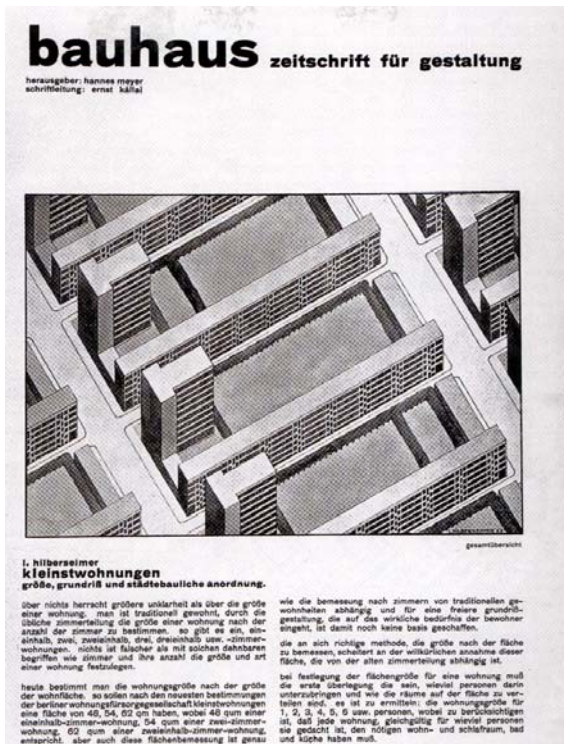 bauhaus zeitschrift für gestaltung
herausgeber: hannes meyer
schriftleitung: ernst kállai
gesamtübersicht
l. hilberseimer
kleinstwohnungen
größe, grundriß und städtebauliche anordnung.
über nichts herrscht größere unklarheit als über die größe
einer wohnung. man ist traditionell gewohnt, durch die
übliche zimmerteilung die größe einer wohnung nach der
anzahl der zimmer zu bestimmen. so gibt es ein, ein-
einhalb, zwei, zweieinhalb, drei, dreieinhalb usw. -zimmer-
wohnungen. nichts ist falscher als mit solchen dehnbaren
begriffen wie zimmer und ihre anzahl die größe und art
einer wohnung festzulegen.
heute bestimmt man die wohnungsgröße nach der größe
der wohnfläche. so sollen nach den neuesten bestimmungen
der berliner wohnungsfürsorgegesellschaft kleinstwohnungen
eine fläche von 48, 54, 62 qm haben, wobei 48 qum einer
eineinhalb-zimmer-wohnung, 54 qum einer zwei-zimmer-
wohnung, 62 qum einer zweieinhalb-zimmer-wohnung,
entspricht. aber auch diese flächenbemessung ist genau
wie die bemessung nach zimmern von traditionellen ge-
wohnheiten abhängig und für eine freiere grundriß-
gestaltung, die auf das wirkliche bedürfnis der bewohner
eingeht, ist damit noch keine basis geschaffen.
die an sich richtige methode, die größe nach der fläche
zu bemessen, scheitert an der willkürlichen annahme dieser
fläche, die von der alten zimmerteilung abhängig ist.
bei festlegung der flächengröße für eine wohnung muß
die erste überlegung die sein, wieviel personen darin
unterzubringen und wie die räume auf der fläche zu ver-
teilen sind. es ist zu ermitteln: die wohnungsgröße für
1, 2, 3, 4, 5, 6 usw. personen, wobei zu berücksichtigen
ist, daß jede wohnung, gleichgültig für wieviel personen
sie gedacht ist, den nötigen wohn- und schlafraum, bad
und küche haben muß.